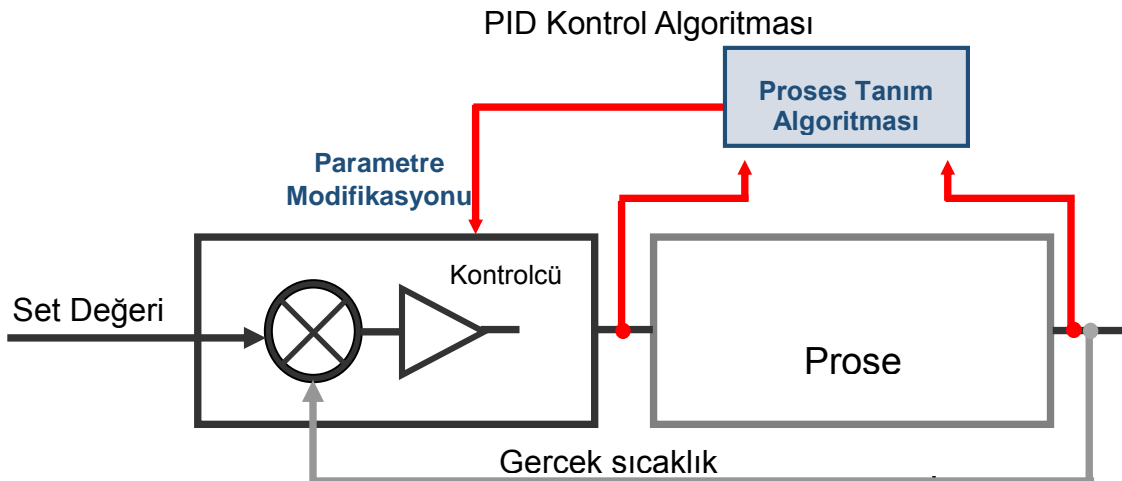 PID Kontrol Algoritması
Proses Tanım
Algoritması
Parametre
Modifikasyonu
Kontrolcü
Set Değeri
Prose
Gercek sıcaklık